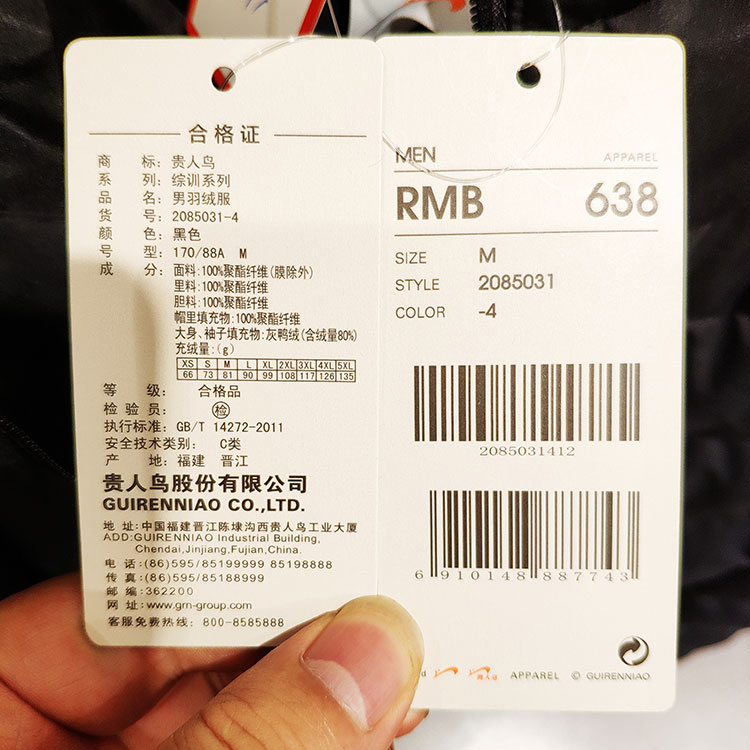 合格证
商 标: 贵人鸟
系 列: 综训系列
品 名: 男羽绒服
货 号: 2085031-4
颜 色: 黑色
号 型: 170/88A M
成 分: 面料:100%聚酯纤维(膜除外)
里料:100%聚酯纤维
胆料:100%聚酯纤维
帽里填充物:100%聚酯纤维
大身、袖子填充物:灰鸭绒(含绒量80%)
充绒量:(g)
XS S M L XL 2XL 3XL 4XL 5XL
66 73 81 90 99 108 117 126 135
等 级: 合格品
检 验 员: 检
执行标准: GB/T 14272-2011
安全技术类别: C类
产 地: 福建 晋江
贵人鸟股份有限公司
GUIRENNIAO CO.,LTD.
地 址:中国福建晋江陈埭沟西贵人鸟工业大厦
ADD:GUIRENNIAO Industrial Building,
Chendai,Jinjiang,Fujian,China.
电 话:(86)595/85199999 85198888
传 真:(86)595/85188999
邮 编:362200
网 址:www.grn-group.com
客服免费热线: 800-8585888
MEN APPAREL
RMB 638
SIZE M
STYLE 2085031
COLOR -4
2085031412
6 910148 887743
APPAREL © GUIRENNIAO